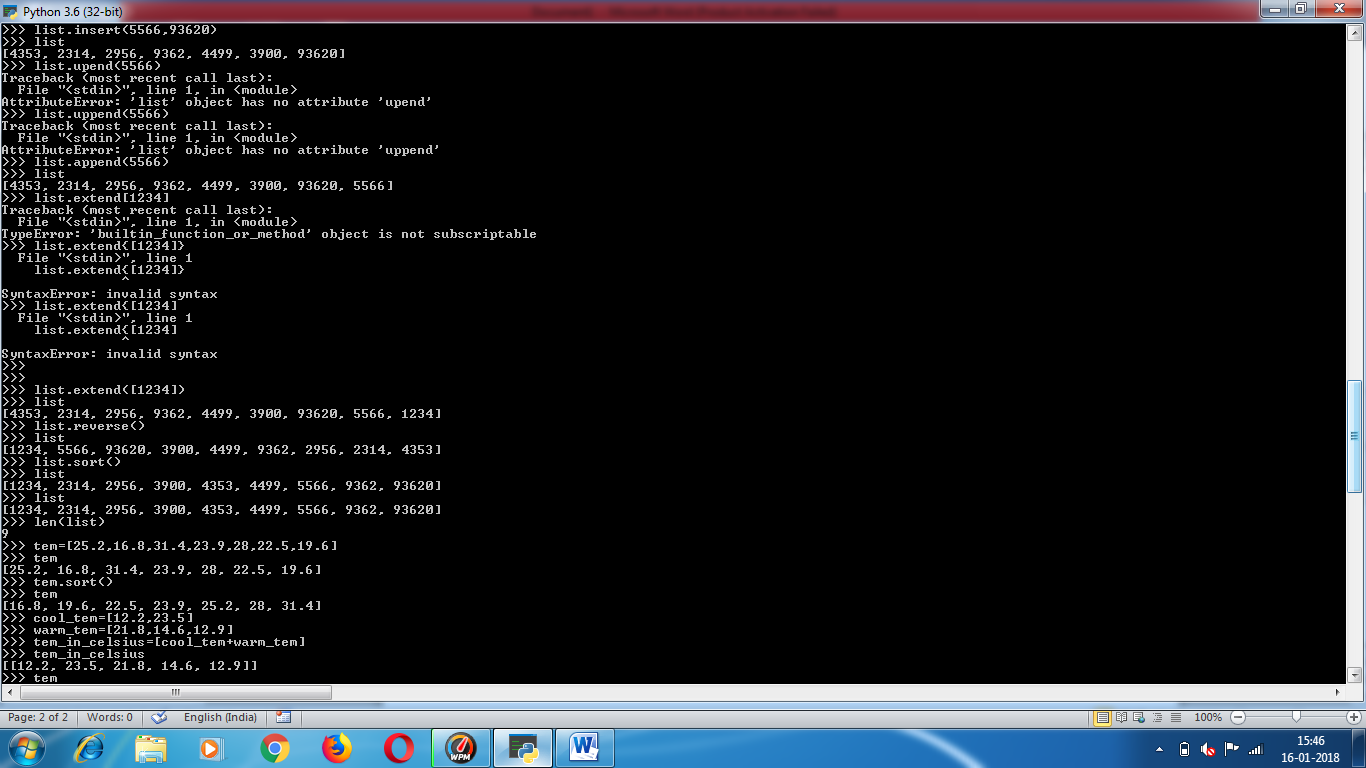 Python 3.6 (32-bit)
>>> list.insert(5566,93620)
>>> list
[4353, 2314, 2956, 9362, 4499, 3900, 93620]
>>> list.upend(5566)
Traceback (most recent call last):
  File "<stdin>", line 1, in <module>
AttributeError: 'list' object has no attribute 'upend'
>>> list.uppend(5566)
Traceback (most recent call last):
  File "<stdin>", line 1, in <module>
AttributeError: 'list' object has no attribute 'uppend'
>>> list.append(5566)
>>> list
[4353, 2314, 2956, 9362, 4499, 3900, 93620, 5566]
>>> list.extend[1234]
Traceback (most recent call last):
  File "<stdin>", line 1, in <module>
TypeError: 'builtin_function_or_method' object is not subscriptable
>>> list.extend{[1234]}
  File "<stdin>", line 1
    list.extend{[1234]}
               ^
SyntaxError: invalid syntax
>>> list.extend{[1234]
  File "<stdin>", line 1
    list.extend{[1234]
               ^
SyntaxError: invalid syntax
>>>
>>>
>>> list.extend([1234])
>>> list
[4353, 2314, 2956, 9362, 4499, 3900, 93620, 5566, 1234]
>>> list.reverse()
>>> list
[1234, 5566, 93620, 3900, 4499, 9362, 2956, 2314, 4353]
>>> list.sort()
>>> list
[1234, 2314, 2956, 3900, 4353, 4499, 5566, 9362, 93620]
>>> list
[1234, 2314, 2956, 3900, 4353, 4499, 5566, 9362, 93620]
>>> len(list)
9
>>> tem=[25.2,16.8,31.4,23.9,28,22.5,19.6]
>>> tem
[25.2, 16.8, 31.4, 23.9, 28, 22.5, 19.6]
>>> tem.sort()
>>> tem
[16.8, 19.6, 22.5, 23.9, 25.2, 28, 31.4]
>>> cool_tem=[12.2,23.5]
>>> warm_tem=[21.8,14.6,12.9]
>>> tem_in_celsius=[cool_tem+warm_tem]
>>> tem_in_celsius
[[12.2, 23.5, 21.8, 14.6, 12.9]]
>>> tem
Page: 2 of 2 Words: 0 English (India) 100%
WPM
15:46
16-01-2018